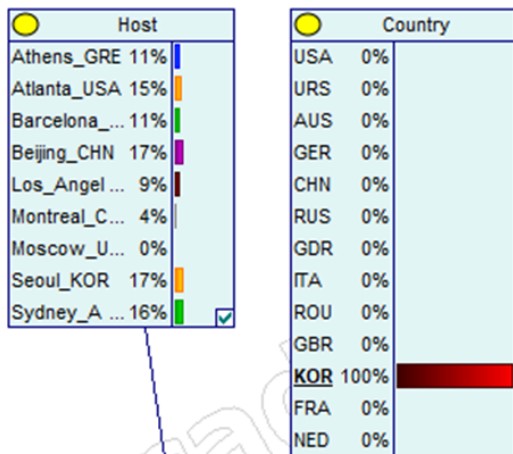 Host
Athens_GRE 11%
Atlanta_USA 15%
Barcelona_... 11%
Beijing_CHN 17%
Los_Angel ... 9%
Montreal_C... 4%
Moscow_U... 0%
Seoul_KOR 17%
Sydney_A ... 16%
Country
USA 0%
URS 0%
AUS 0%
GER 0%
CHN 0%
RUS 0%
GDR 0%
ITA 0%
ROU 0%
GBR 0%
KOR 100%
FRA 0%
NED 0%